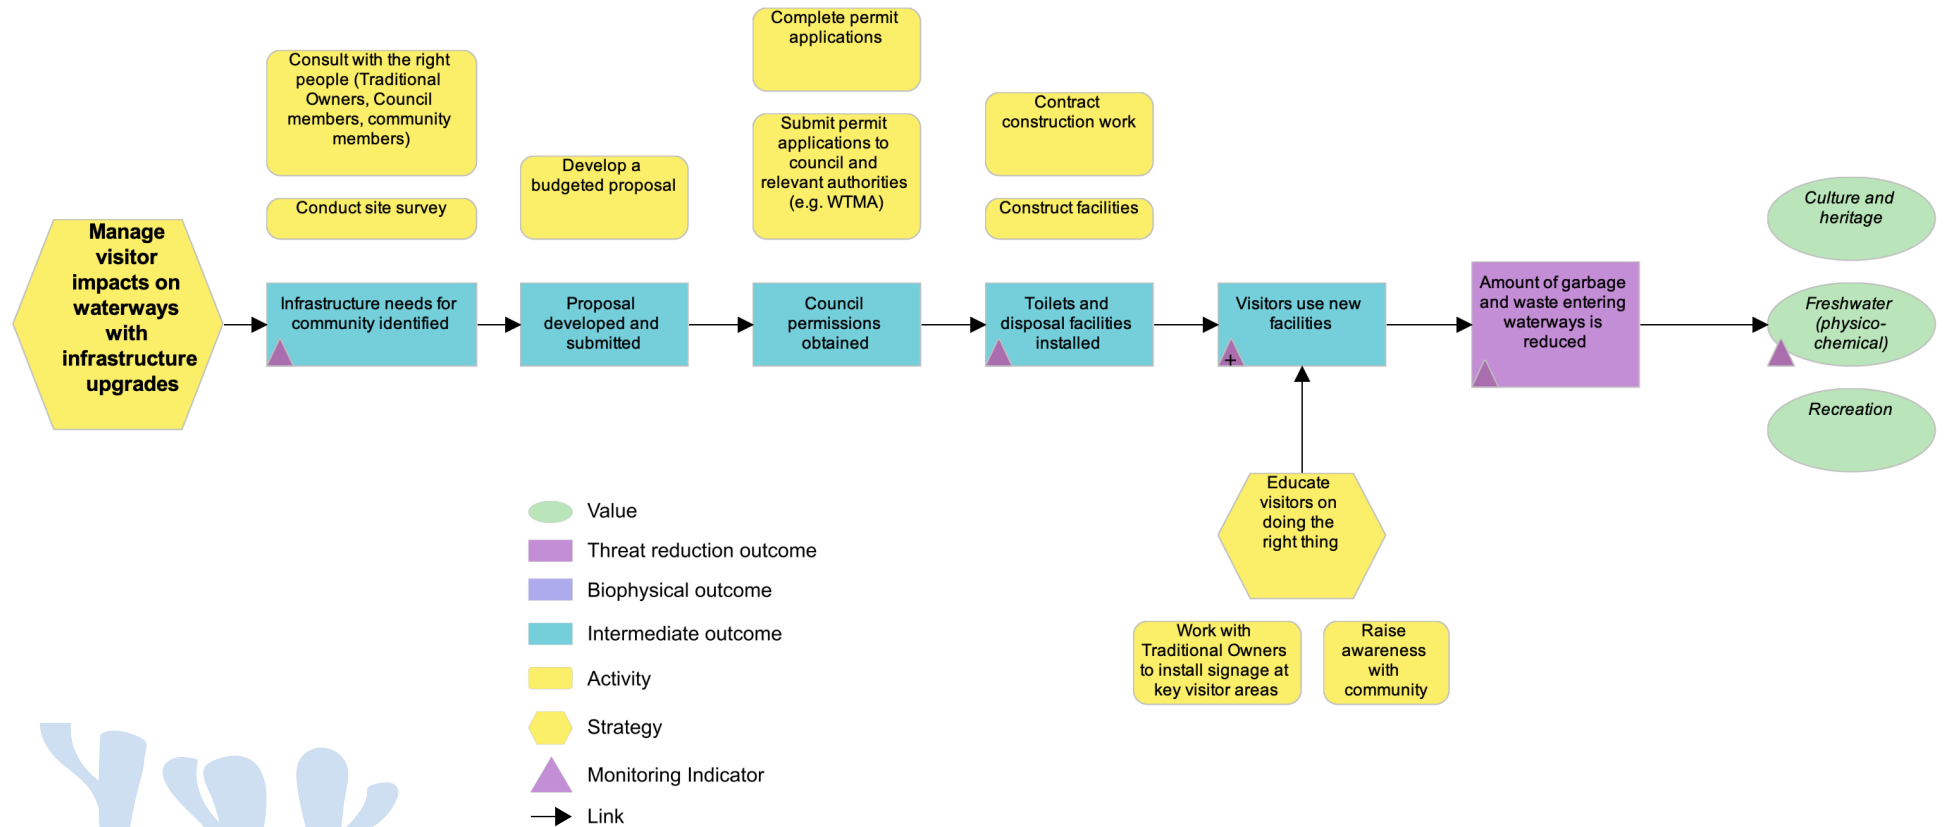 Manage
visitor
impacts on
waterways
with
infrastructure
upgrades
Consult with the right
people (Traditional
Owners, Council
members, community
members)
Conduct site survey
Infrastructure needs for
community identified
Develop a
budgeted proposal
Proposal
developed and
submitted
Complete permit
applications
Submit permit
applications to
council and
relevant authorities
(e.g. WTMA)
Council
permissions
obtained
Contract
construction work
Construct facilities
Toilets and
disposal facilities
installed
Visitors use new
facilities
+
Educate
visitors on
doing the
right thing
Work with
Traditional Owners
to install signage at
key visitor areas
Raise
awareness
with
community
Amount of garbage
and waste entering
waterways is
reduced
Culture and
heritage
Freshwater
(physico-
chemical)
Recreation
Value
Threat reduction outcome
Biophysical outcome
Intermediate outcome
Activity
Strategy
Monitoring Indicator
Link